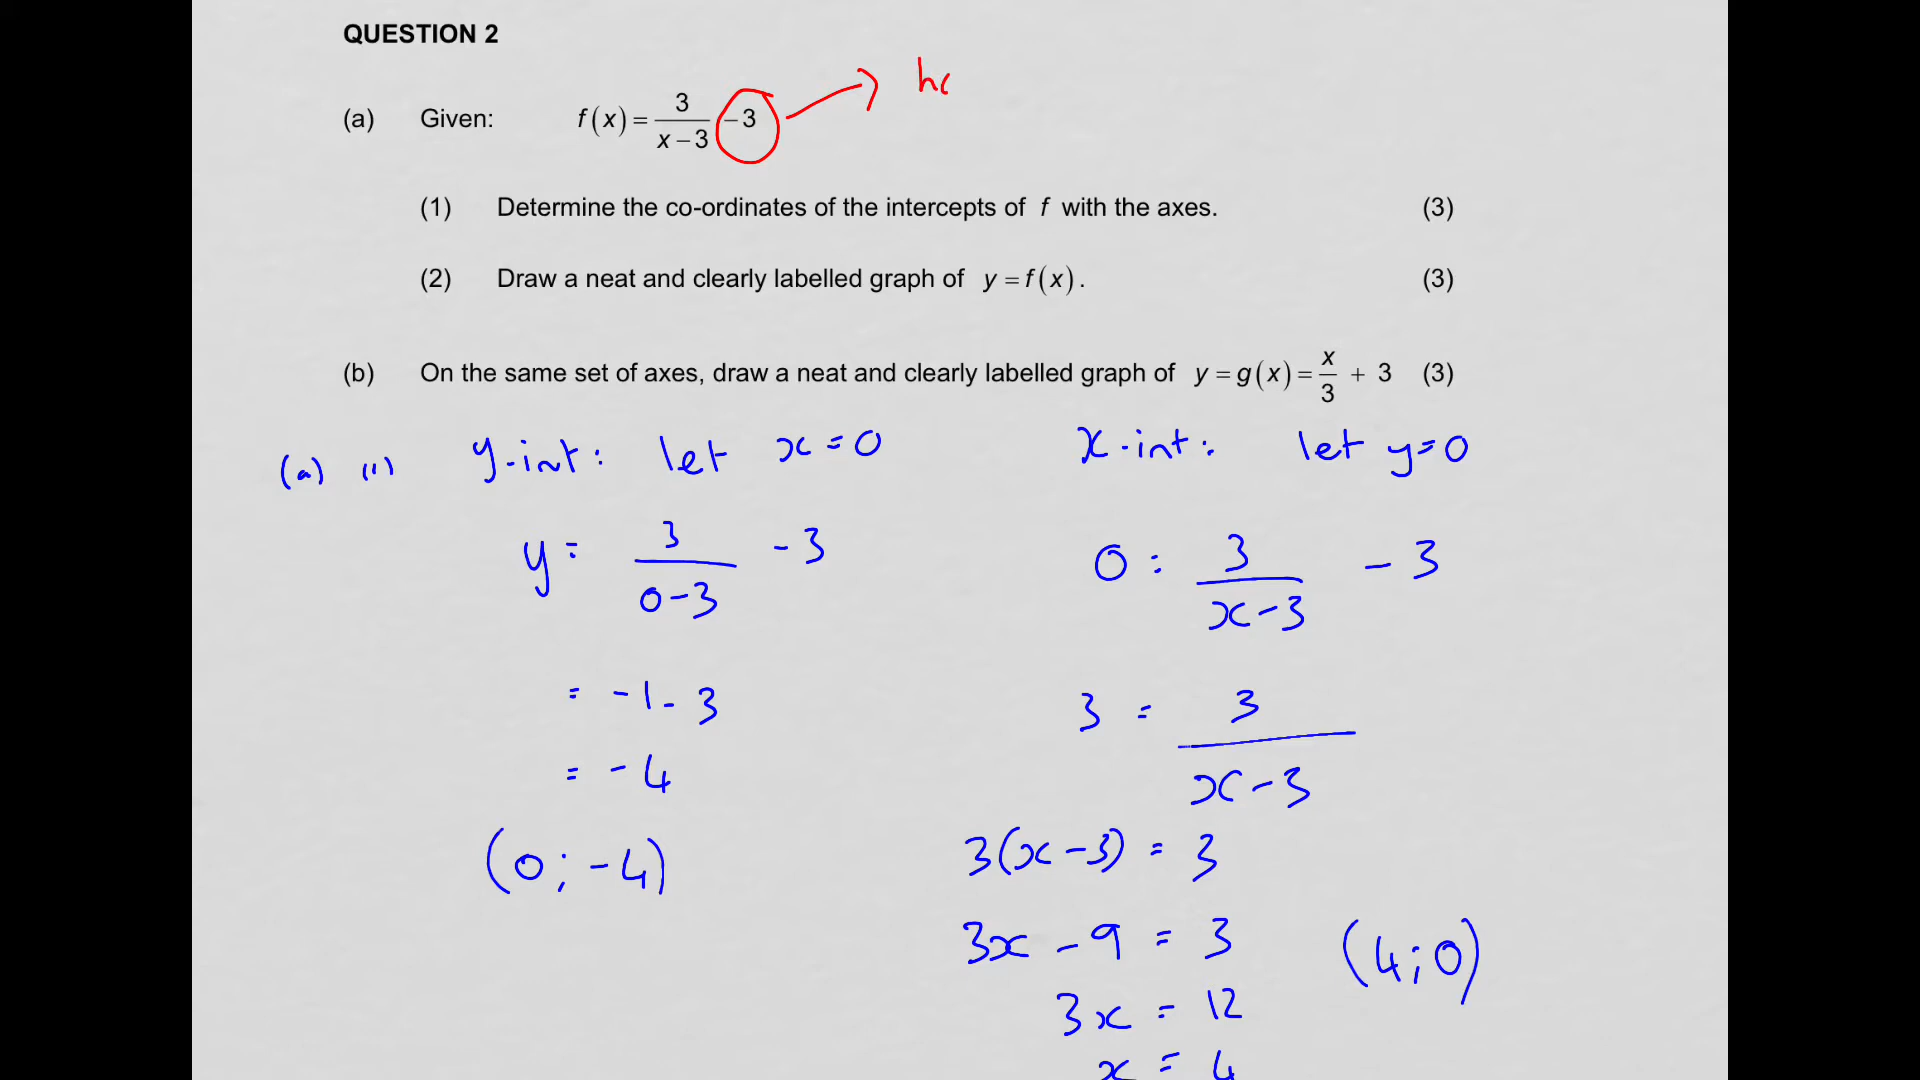 QUESTION 2
(a) Given: f(x) = 3/(x − 3) − 3 → ho
(1) Determine the co-ordinates of the intercepts of f with the axes. (3)
(2) Draw a neat and clearly labelled graph of y = f(x). (3)
(b) On the same set of axes, draw a neat and clearly labelled graph of y = g(x) = x/3 + 3 (3)
(a) (1) y-int: let x = 0
y = 3/(0-3) - 3
= -1 - 3
= -4
(0; -4)
x-int: let y = 0
0 = 3/(x-3) - 3
3 = 3/(x-3)
3(x-3) = 3
3x - 9 = 3
3x = 12
x = 4
(4; 0)